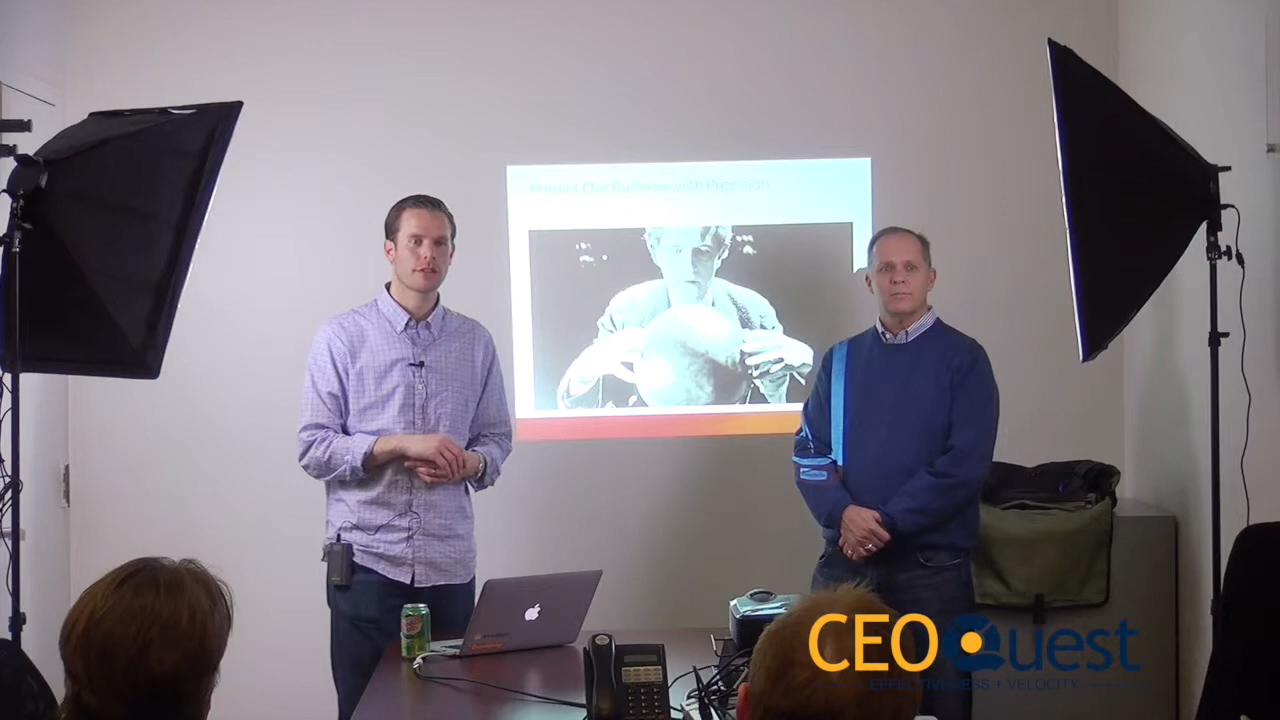 Present Our Business with Precision
CEOQuest
EFFECTIVENESS + VELOCITY